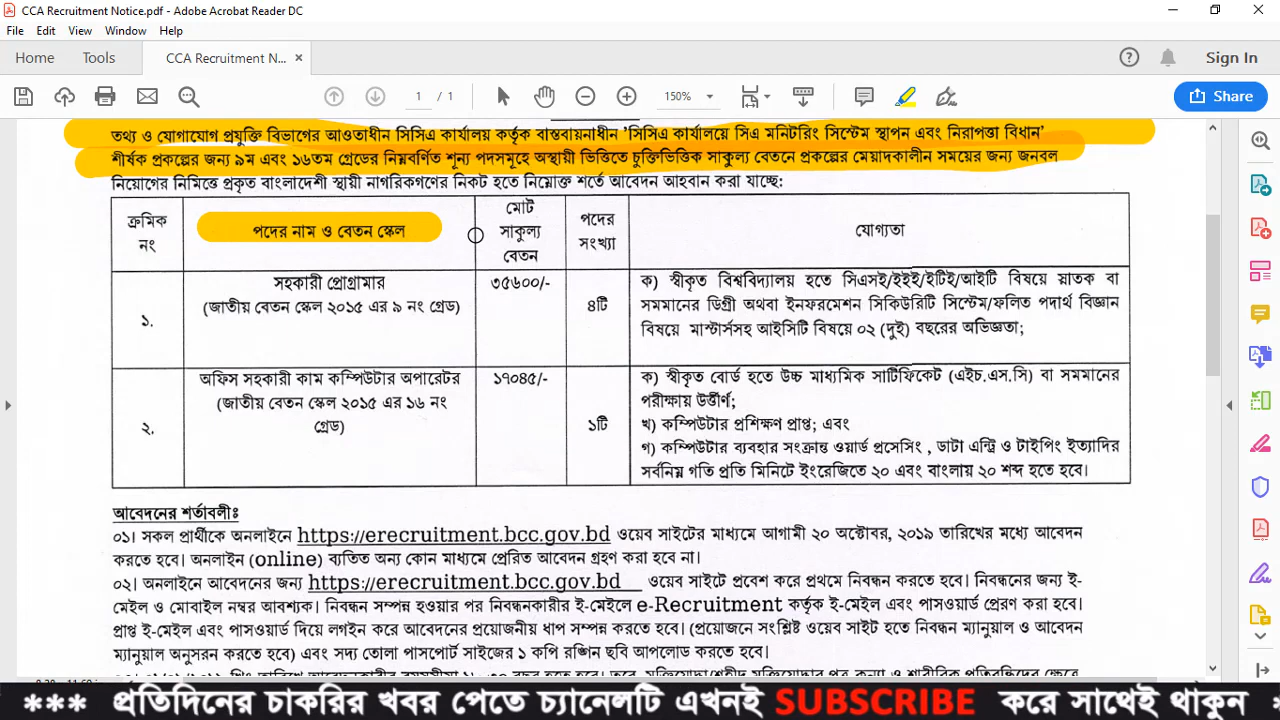 CCA Recruitment Notice.pdf - Adobe Acrobat Reader DC
File Edit View Window Help
Home Tools CCA Recruitment N... ×
Sign In
1 / 1 150% Share
তথ্য ও যোগাযোগ প্রযুক্তি বিভাগের আওতাধীন সিসিএ কার্যালয় কর্তৃক বাস্তবায়নাধীন 'সিসিএ কার্যালয়ে সিএ মনিটরিং সিস্টেম স্থাপন এবং নিরাপত্তা বিধান'
শীর্ষক প্রকল্পের জন্য ৯ম এবং ১৬তম গ্রেডের নিম্নবর্ণিত শূন্য পদসমূহে অস্থায়ী ভিত্তিতে চুক্তিভিত্তিক সাকুল্য বেতনে প্রকল্পের মেয়াদকালীন সময়ের জন্য জনবল
নিয়োগের নিমিত্তে প্রকৃত বাংলাদেশী স্থায়ী নাগরিকগণের নিকট হতে নিম্নোক্ত শর্তে আবেদন আহবান করা যাচ্ছে:
ক্রমিক
নং
পদের নাম ও বেতন স্কেল
মোট
সাকুল্য
বেতন
পদের
সংখ্যা
যোগ্যতা
১.
সহকারী প্রোগ্রামার
(জাতীয় বেতন স্কেল ২০১৫ এর ৯ নং গ্রেড)
৩৫৬০০/-
৪টি
ক) স্বীকৃত বিশ্ববিদ্যালয় হতে সিএসই/ইইই/ইটিই/আইটি বিষয়ে স্নাতক বা
সমমানের ডিগ্রী অথবা ইনফরমেশন সিকিউরিটি সিস্টেম/ফলিত পদার্থ বিজ্ঞান
বিষয়ে মাস্টার্সসহ আইসিটি বিষয়ে ০২ (দুই) বছরের অভিজ্ঞতা;
২.
অফিস সহকারী কাম কম্পিউটার অপারেটর
(জাতীয় বেতন স্কেল ২০১৫ এর ১৬ নং
গ্রেড)
১৭০৪৫/-
১টি
ক) স্বীকৃত বোর্ড হতে উচ্চ মাধ্যমিক সার্টিফিকেট (এইচ.এস.সি) বা সমমানের
পরীক্ষায় উর্ত্তীণ;
খ) কম্পিউটার প্রশিক্ষণ প্রাপ্ত; এবং
গ) কম্পিউটার ব্যবহার সংক্রান্ত ওয়ার্ড প্রসেসিং , ডাটা এন্ট্রি ও টাইপিং ইত্যাদির
সর্বনিম্ন গতি প্রতি মিনিটে ইংরেজিতে ২০ এবং বাংলায় ২০ শব্দ হতে হবে।
আবেদনের শর্তাবলীঃ
০১। সকল প্রার্থীকে অনলাইনে https://erecruitment.bcc.gov.bd ওয়েব সাইটের মাধ্যমে আগামী ২০ অক্টোবর, ২০১৯ তারিখের মধ্যে আবেদন
করতে হবে। অনলাইন (online) ব্যতিত অন্য কোন মাধ্যমে প্রেরিত আবেদন গ্রহণ করা হবে না।
০২। অনলাইনে আবেদনের জন্য https://erecruitment.bcc.gov.bd ওয়েব সাইটে প্রবেশ করে প্রথমে নিবন্ধন করতে হবে। নিবন্ধনের জন্য ই-
মেইল ও মোবাইল নম্বর আবশ্যক। নিবন্ধন সম্পন্ন হওয়ার পর নিবন্ধনকারীর ই-মেইলে e-Recruitment কর্তৃক ই-মেইল এবং পাসওয়ার্ড প্রেরণ করা হবে।
প্রাপ্ত ই-মেইল এবং পাসওয়ার্ড দিয়ে লগইন করে আবেদনের প্রয়োজনীয় ধাপ সম্পন্ন করতে হবে। (প্রয়োজনে সংশ্লিষ্ট ওয়েব সাইট হতে নিবন্ধন ম্যানুয়াল ও আবেদন
ম্যানুয়াল অনুসরন করতে হবে) এবং সদ্য তোলা পাসপোর্ট সাইজের ১ কপি রঙ্গিন ছবি আপলোড করতে হবে।
*** প্রতিদিনের চাকরির খবর পেতে চ্যানেলটি এখনই SUBSCRIBE করে সাথেই থাকুন